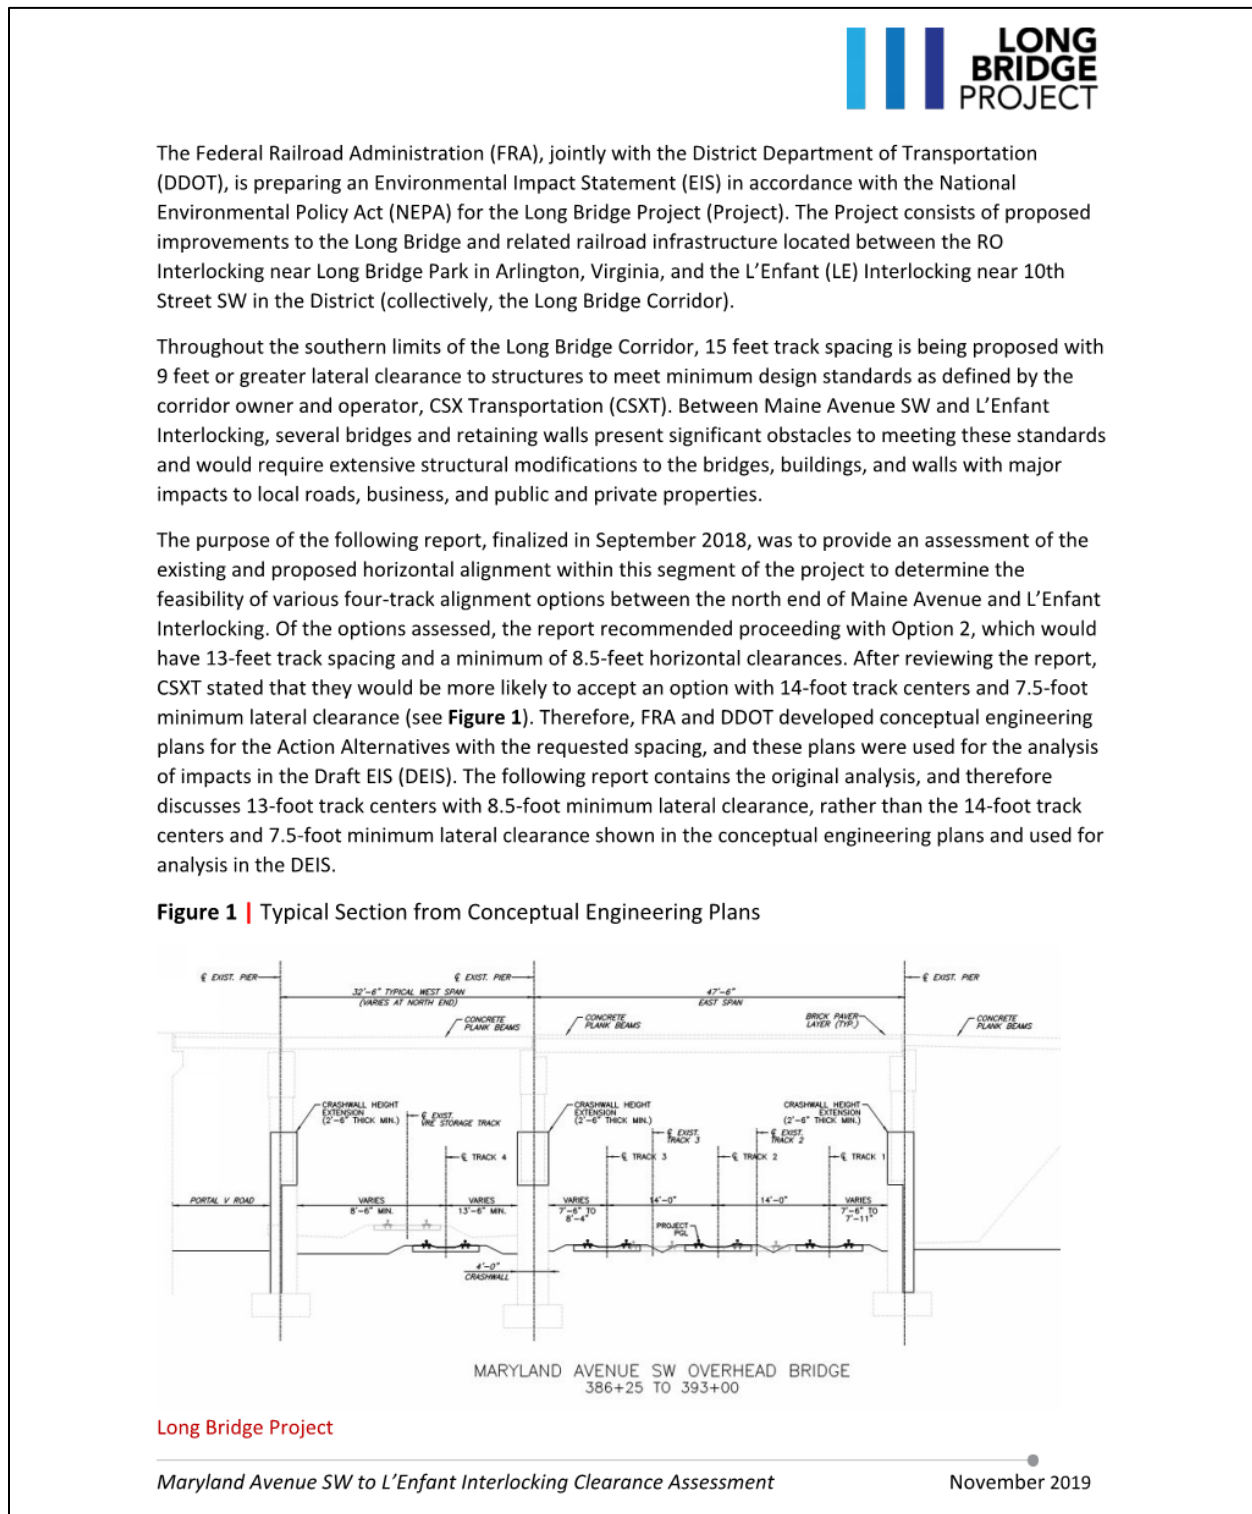 LONG
BRIDGE
PROJECT
The Federal Railroad Administration (FRA), jointly with the District Department of Transportation
(DDOT), is preparing an Environmental Impact Statement (EIS) in accordance with the National
Environmental Policy Act (NEPA) for the Long Bridge Project (Project). The Project consists of proposed
improvements to the Long Bridge and related railroad infrastructure located between the RO
Interlocking near Long Bridge Park in Arlington, Virginia, and the L’Enfant (LE) Interlocking near 10th
Street SW in the District (collectively, the Long Bridge Corridor).
Throughout the southern limits of the Long Bridge Corridor, 15 feet track spacing is being proposed with
9 feet or greater lateral clearance to structures to meet minimum design standards as defined by the
corridor owner and operator, CSX Transportation (CSXT). Between Maine Avenue SW and L’Enfant
Interlocking, several bridges and retaining walls present significant obstacles to meeting these standards
and would require extensive structural modifications to the bridges, buildings, and walls with major
impacts to local roads, business, and public and private properties.
The purpose of the following report, finalized in September 2018, was to provide an assessment of the
existing and proposed horizontal alignment within this segment of the project to determine the
feasibility of various four-track alignment options between the north end of Maine Avenue and L’Enfant
Interlocking. Of the options assessed, the report recommended proceeding with Option 2, which would
have 13-feet track spacing and a minimum of 8.5-feet horizontal clearances. After reviewing the report,
CSXT stated that they would be more likely to accept an option with 14-foot track centers and 7.5-foot
minimum lateral clearance (see Figure 1). Therefore, FRA and DDOT developed conceptual engineering
plans for the Action Alternatives with the requested spacing, and these plans were used for the analysis
of impacts in the Draft EIS (DEIS). The following report contains the original analysis, and therefore
discusses 13-foot track centers with 8.5-foot minimum lateral clearance, rather than the 14-foot track
centers and 7.5-foot minimum lateral clearance shown in the conceptual engineering plans and used for
analysis in the DEIS.
Figure 1 | Typical Section from Conceptual Engineering Plans
℄ EXIST. PIER
℄ EXIST. PIER
℄ EXIST. PIER
32'-6" TYPICAL WEST SPAN
(VARIES AT NORTH END)
47'-6"
EAST SPAN
CONCRETE
PLANK BEAMS
CONCRETE
PLANK BEAMS
BRICK PAVER
LAYER (TYP.)
CONCRETE
PLANK BEAMS
CRASHWALL HEIGHT
EXTENSION
(2'-6" THICK MIN.)
℄ EXIST.
VRE STORAGE TRACK
CRASHWALL HEIGHT
EXTENSION
(2'-6" THICK MIN.)
℄ EXIST.
TRACK 3
℄ EXIST.
TRACK 2
CRASHWALL HEIGHT
EXTENSION
(2'-6" THICK MIN.)
℄ TRACK 4
℄ TRACK 3
℄ TRACK 2
℄ TRACK 1
PORTAL V ROAD
VARIES
8'-6" MIN.
VARIES
13'-6" MIN.
VARIES
7'-6" TO
8'-4"
14'-0"
14'-0"
VARIES
7'-6" TO
7'-11"
PROJECT
PGL
4'-0"
CRASHWALL
MARYLAND AVENUE SW OVERHEAD BRIDGE
386+25 TO 393+00
Long Bridge Project
Maryland Avenue SW to L’Enfant Interlocking Clearance Assessment
November 2019